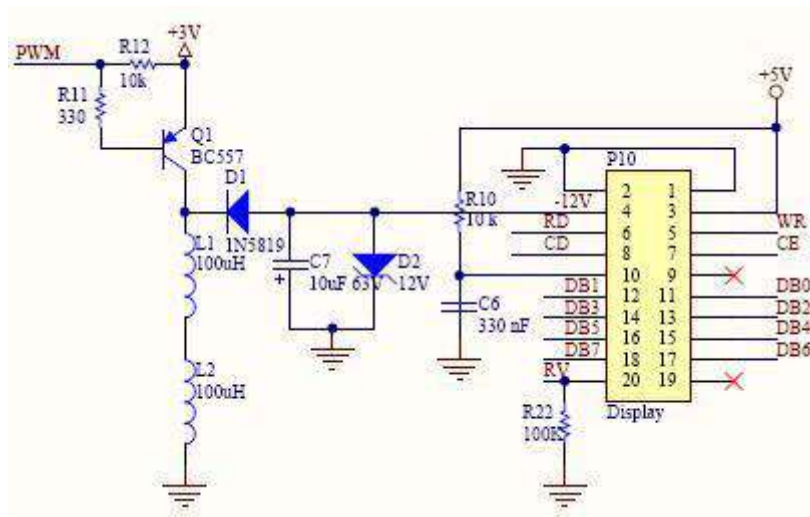 +3V
PWM
R12
10k
R11
330
Q1
BC557
D1
1N5819
L1
100uH
L2
100uH
C7
10uF 63V
D2
12V
-12V
R10
10 k
C6
330 nF
+5V
P10
2 1
4 3
6 5
8 7
10 9
12 11
14 13
16 15
18 17
20 19
RD
CD
WR
CE
DB1
DB3
DB5
DB7
RV
DB0
DB2
DB4
DB6
Display
R22
100K